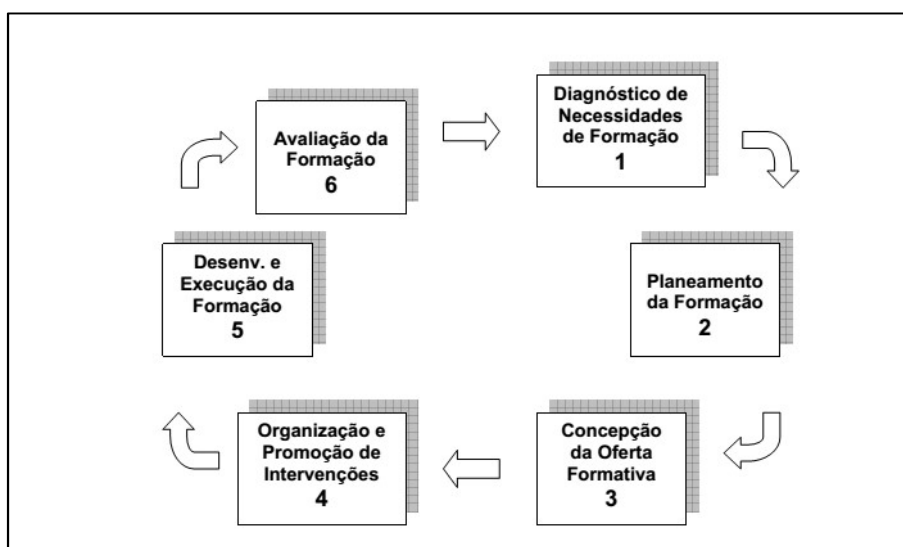 Diagnóstico de
Necessidades
de Formação
1
Planeamento
da Formação
2
Concepção
da Oferta
Formativa
3
Organização e
Promoção de
Intervenções
4
Desenv. e
Execução da
Formação
5
Avaliação da
Formação
6